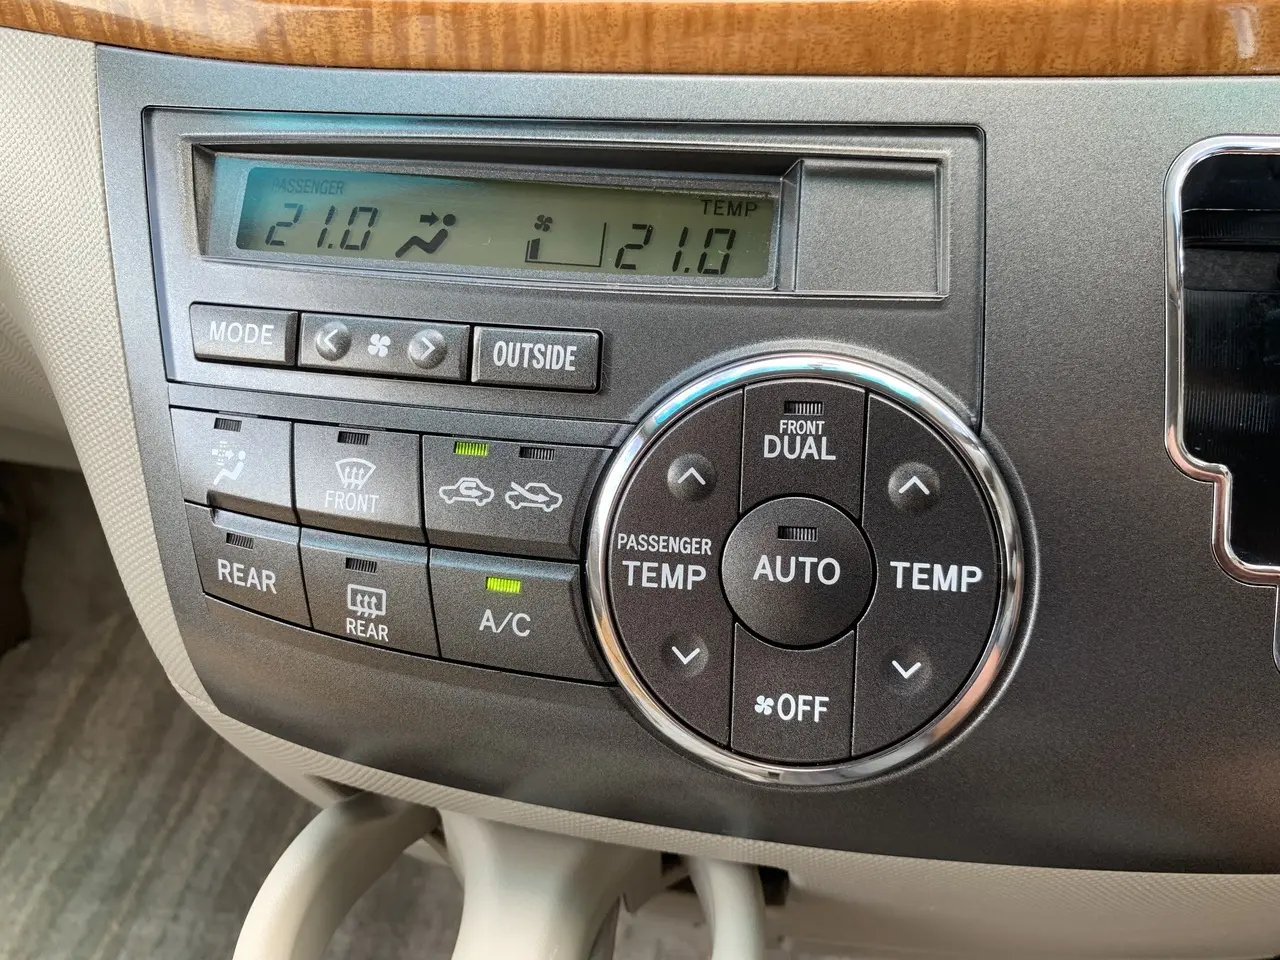 PASSENGER
TEMP
21.0
21.0
MODE
OUTSIDE
FRONT
DUAL
FRONT
PASSENGER
TEMP
AUTO
TEMP
REAR
REAR
A/C
OFF